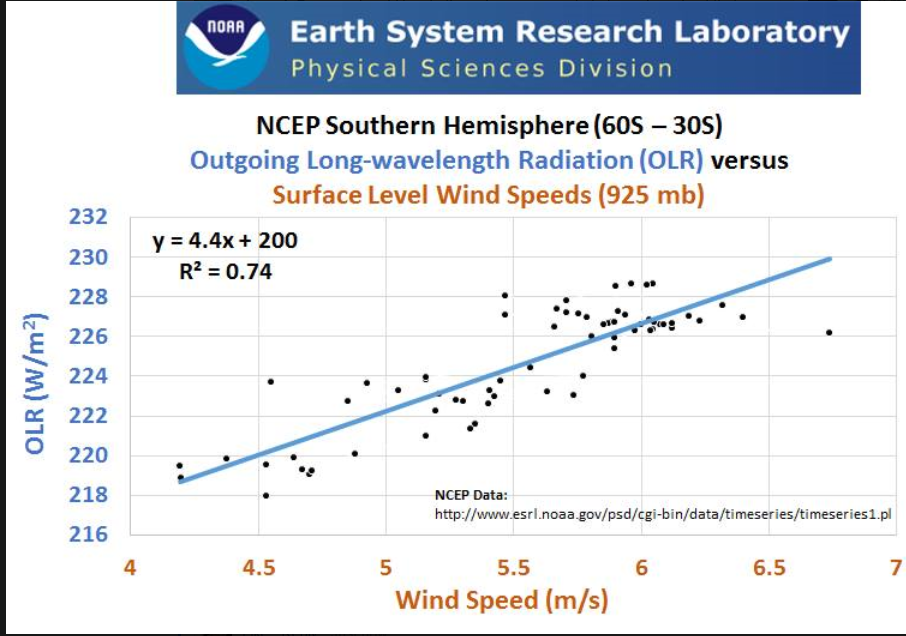 NOAA
Earth System Research Laboratory
Physical Sciences Division
NCEP Southern Hemisphere (60S – 30S)
Outgoing Long-wavelength Radiation (OLR) versus
Surface Level Wind Speeds (925 mb)
y = 4.4x + 200
R² = 0.74
OLR (W/m²)
232
230
228
226
224
222
220
218
216
NCEP Data:
http://www.esrl.noaa.gov/psd/cgi-bin/data/timeseries/timeseries1.pl
4 4.5 5 5.5 6 6.5 7
Wind Speed (m/s)